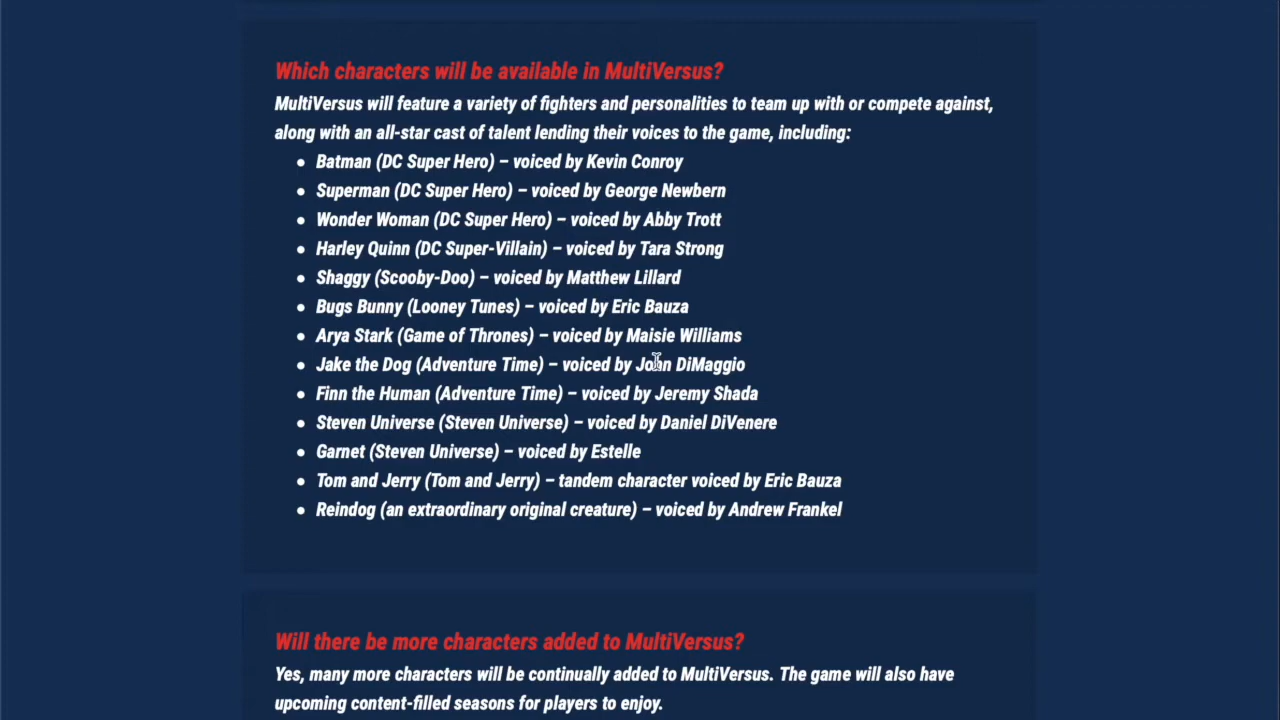 Which characters will be available in MultiVersus?
MultiVersus will feature a variety of fighters and personalities to team up with or compete against,
along with an all-star cast of talent lending their voices to the game, including:
• Batman (DC Super Hero) – voiced by Kevin Conroy
• Superman (DC Super Hero) – voiced by George Newbern
• Wonder Woman (DC Super Hero) – voiced by Abby Trott
• Harley Quinn (DC Super-Villain) – voiced by Tara Strong
• Shaggy (Scooby-Doo) – voiced by Matthew Lillard
• Bugs Bunny (Looney Tunes) – voiced by Eric Bauza
• Arya Stark (Game of Thrones) – voiced by Maisie Williams
• Jake the Dog (Adventure Time) – voiced by John DiMaggio
• Finn the Human (Adventure Time) – voiced by Jeremy Shada
• Steven Universe (Steven Universe) – voiced by Daniel DiVenere
• Garnet (Steven Universe) – voiced by Estelle
• Tom and Jerry (Tom and Jerry) – tandem character voiced by Eric Bauza
• Reindog (an extraordinary original creature) – voiced by Andrew Frankel
Will there be more characters added to MultiVersus?
Yes, many more characters will be continually added to MultiVersus. The game will also have
upcoming content-filled seasons for players to enjoy.